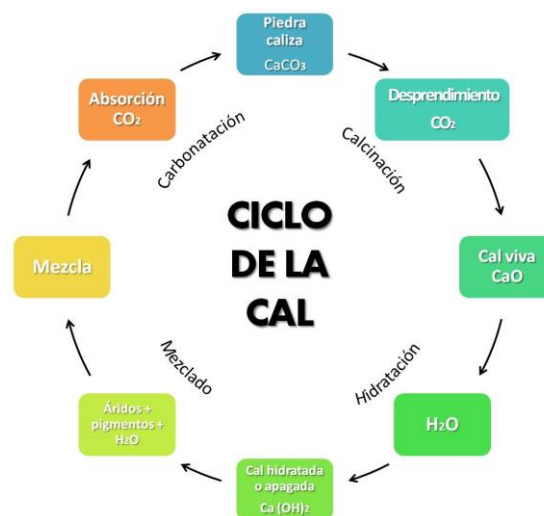 Piedra
caliza
CaCO₃
Desprendimiento
CO₂
Calcinación
Cal viva
CaO
Hidratación
H₂O
Cal hidratada
o apagada
Ca (OH)₂
Áridos +
pigmentos +
H₂O
Mezclado
Mezcla
Absorción
CO₂
Carbonatación
CICLO
DE LA
CAL